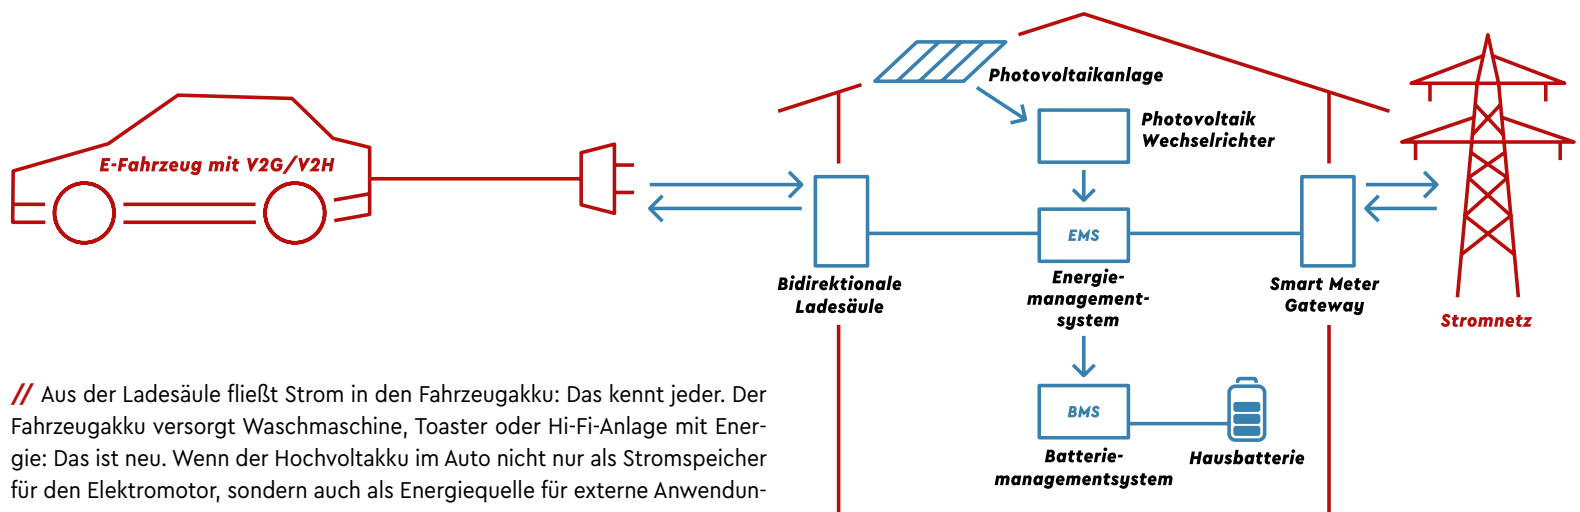 Photovoltaikanlage
Photovoltaik
Wechselrichter
E-Fahrzeug mit V2G/V2H
EMS
Bidirektionale
Ladesäule
Energie-
management-
system
Smart Meter
Gateway
Stromnetz
BMS
Batterie-
managementsystem
Hausbatterie
// Aus der Ladesäule fließt Strom in den Fahrzeugakku: Das kennt jeder. Der
Fahrzeugakku versorgt Waschmaschine, Toaster oder Hi-Fi-Anlage mit Ener-
gie: Das ist neu. Wenn der Hochvoltakku im Auto nicht nur als Stromspeicher
für den Elektromotor, sondern auch als Energiequelle für externe Anwendun-